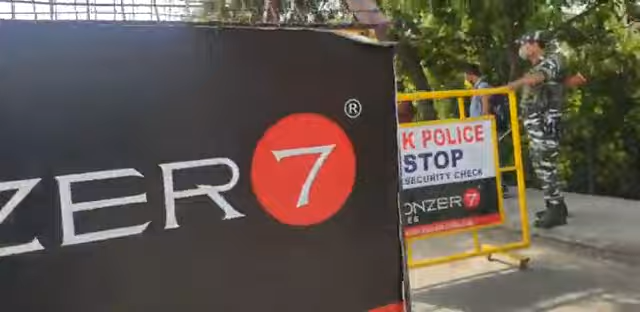 ZER 7 ®
K POLICE
STOP
SECURITY CHECK
ONZER 7